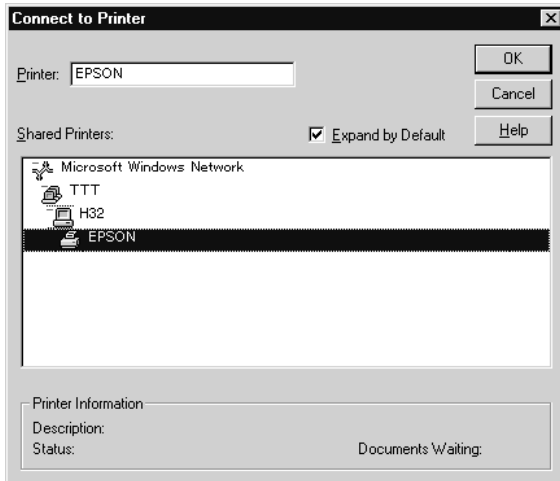 Connect to Printer
Printer: EPSON
OK
Cancel
Shared Printers:
Expand by Default
Help
Microsoft Windows Network
TTT
H32
EPSON
Printer Information
Description:
Status:
Documents Waiting: